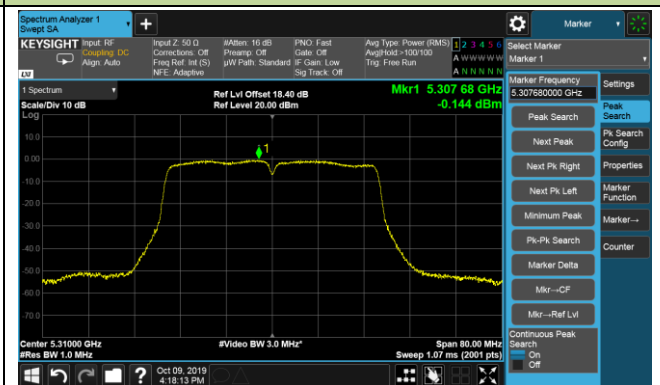 Spectrum Analyzer 1
Swept SA
+
Marker
KEYSIGHT
Input: RF
Coupling: DC
Align: Auto
Input Z: 50 Ω
Corrections: Off
Freq Ref: Int (S)
NFE: Adaptive
#Atten: 16 dB
Preamp: Off
µW Path: Standard
PNO: Fast
Gate: Off
IF Gain: Low
Sig Track: Off
Avg Type: Power (RMS)
Avg|Hold:>100/100
Trig: Free Run
1 2 3 4 5 6
A W W W W W
A N N N N N
Select Marker
Marker 1
LXI
1 Spectrum
Scale/Div 10 dB
Log
Ref Lvl Offset 18.40 dB
Ref Level 20.00 dBm
Mkr1 5.307 68 GHz
-0.144 dBm
10.0
0.00
-10.0
-20.0
-30.0
-40.0
-50.0
-60.0
-70.0
1
Center 5.31000 GHz
#Res BW 1.0 MHz
#Video BW 3.0 MHz*
Span 80.00 MHz
Sweep 1.07 ms (2001 pts)
Marker Frequency
5.307680000 GHz
Peak Search
Next Peak
Next Pk Right
Next Pk Left
Minimum Peak
Pk-Pk Search
Marker Delta
Mkr→CF
Mkr→Ref Lvl
Continuous Peak
Search
On
Off
Settings
Peak
Search
Pk Search
Config
Properties
Marker
Function
Marker→
Counter
?
Oct 09, 2019
4:18:13 PM